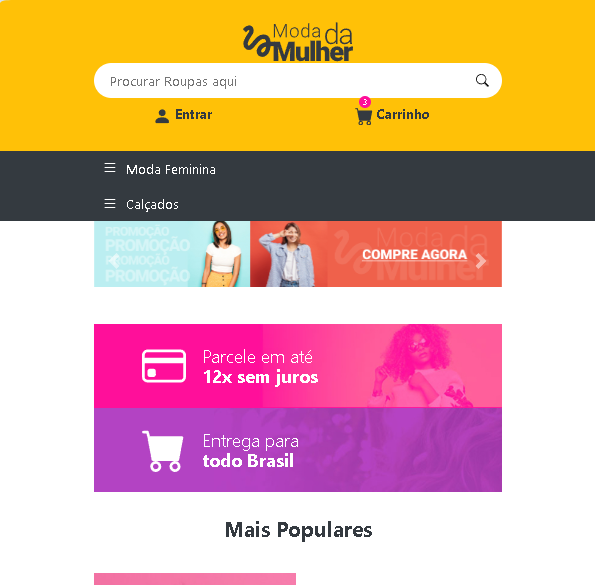 Moda da
Mulher
Procurar Roupas aqui
Entrar
3
Carrinho
Moda Feminina
Calçados
PROMOÇÃO
PROMOÇÃO
PROMOÇÃO
PROMOÇÃO
Moda da
Mulher
COMPRE AGORA
Parcele em até
12x sem juros
Entrega para
todo Brasil
Mais Populares